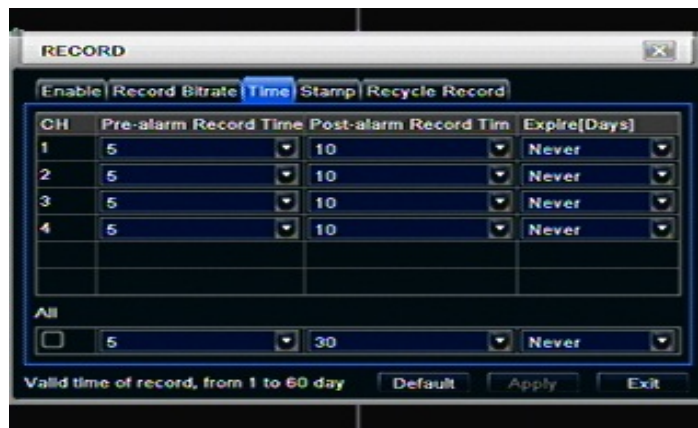 RECORD
Enable Record Bitrate Time Stamp Recycle Record
CH Pre-alarm Record Time Post-alarm Record Tim Expire[Days]
1 5 10 Never
2 5 10 Never
3 5 10 Never
4 5 10 Never
All
5 30 Never
Valid time of record, from 1 to 60 day Default Apply Exit